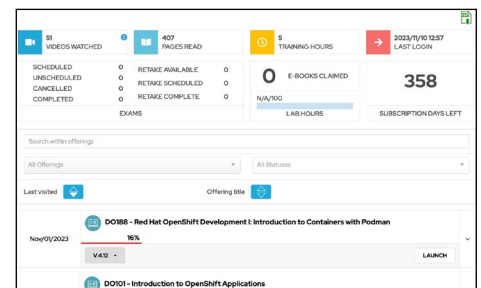 51
VIDEOS WATCHED
407
PAGES READ
5
TRAINING HOURS
2023/11/10 12:57
LAST LOGIN
SCHEDULED 0
UNSCHEDULED 0
CANCELLED 0
COMPLETED 0
RETAKE AVAILABLE 0
RETAKE SCHEDULED 0
RETAKE COMPLETE 0
EXAMS
0 E-BOOKS CLAIMED
N/A/100
LAB HOURS
358
SUBSCRIPTION DAYS LEFT
Search within offerings
All Offerings
All Statuses
Last visited
Offering title
Nov/01/2023
DO188 - Red Hat OpenShift Development I: Introduction to Containers with Podman
16%
V.4.12
LAUNCH
DO101 - Introduction to OpenShift Applications